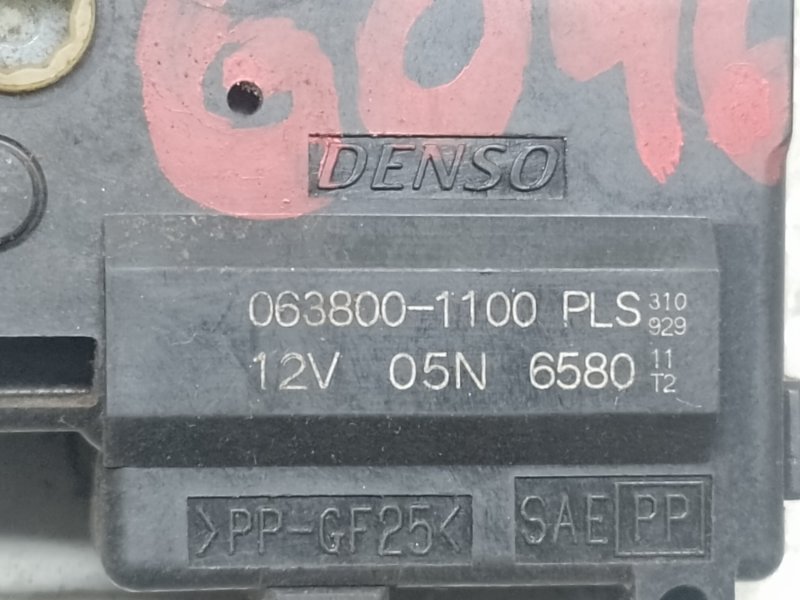 DENSO
063800-1100 PLS 310 929
12V 05N 6580 11 T2
>PP-GF25< SAE PP